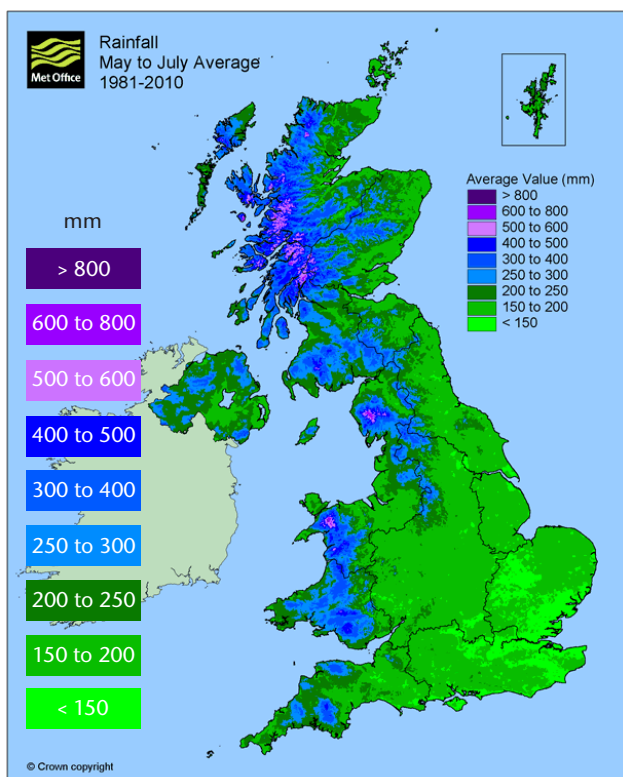 Met Office
Rainfall
May to July Average
1981-2010
Average Value (mm)
> 800
600 to 800
500 to 600
400 to 500
300 to 400
250 to 300
200 to 250
150 to 200
< 150
mm
> 800
600 to 800
500 to 600
400 to 500
300 to 400
250 to 300
200 to 250
150 to 200
< 150
© Crown copyright